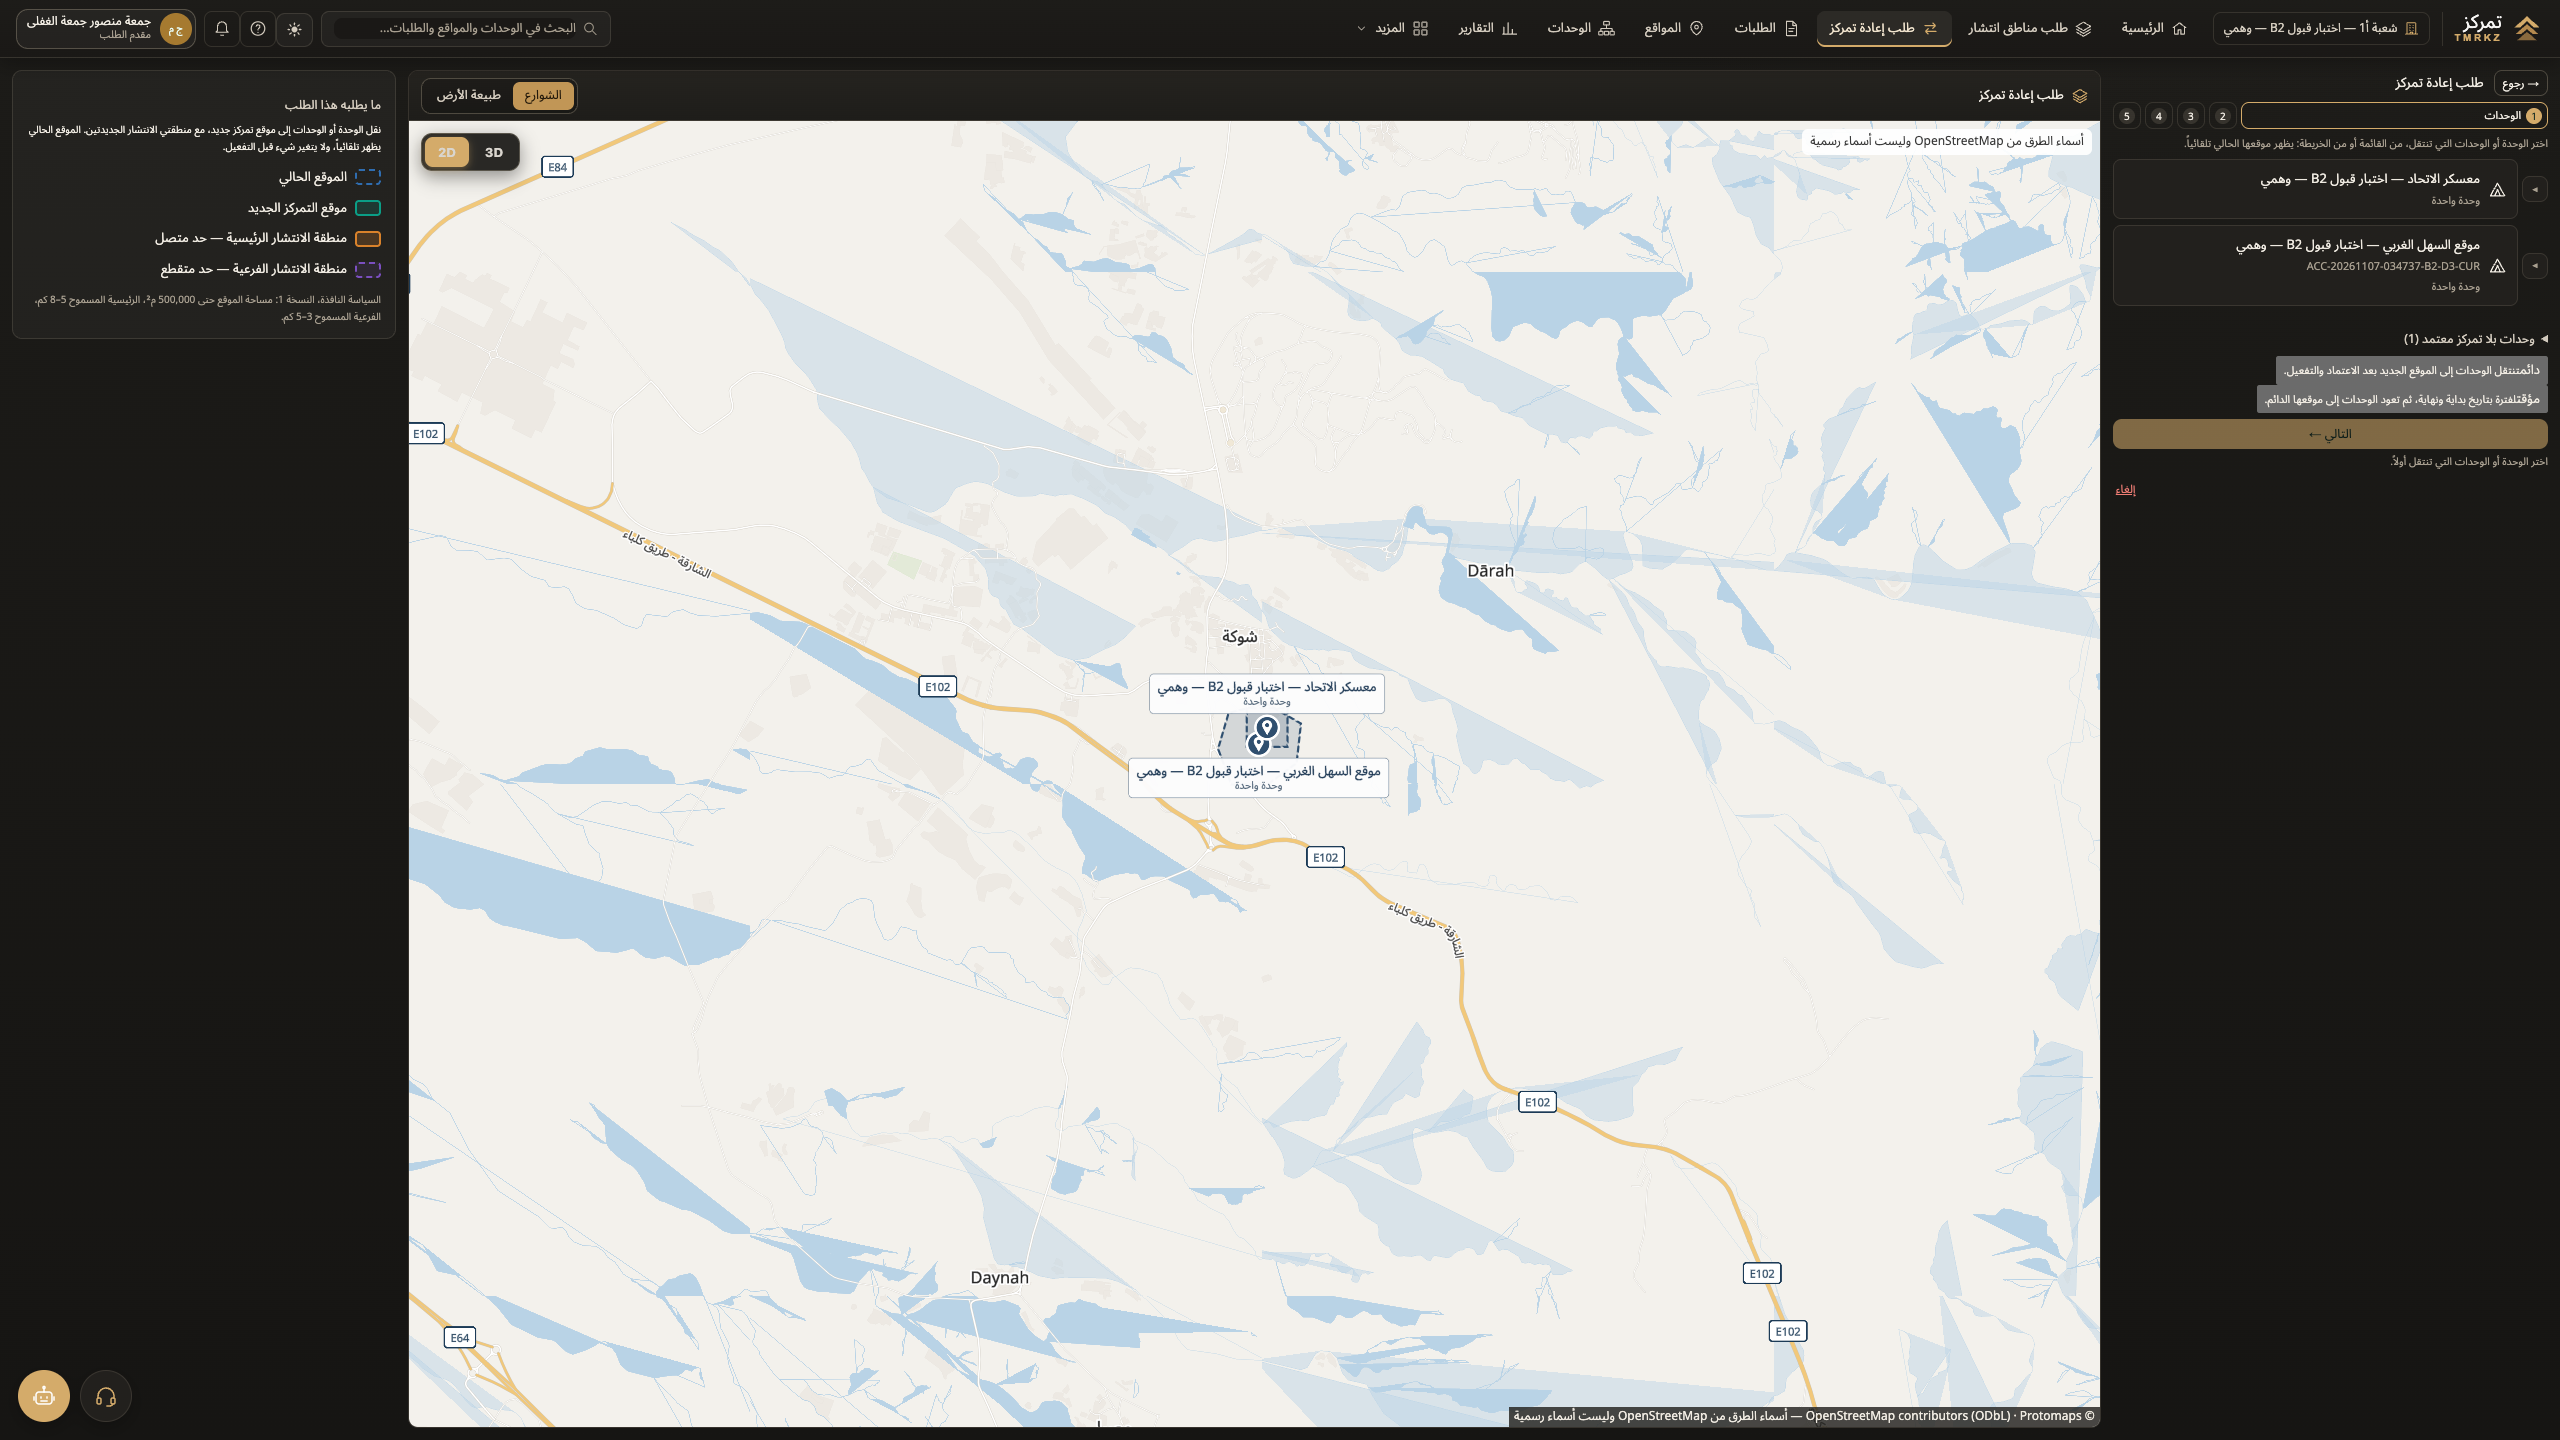 تمركز
TMRKZ
شعبة أ1 — اختبار قبول B2 — وهمي
الرئيسية
طلب مناطق انتشار
طلب إعادة تمركز
الطلبات
المواقع
الوحدات
التقارير
المزيد
البحث في الوحدات والمواقع والطلبات...
ج م
جمعة منصور جمعة الغفلي
مقدم الطلب
→ رجوع
طلب إعادة تمركز
1 الوحدات
2
3
4
5
اختر الوحدة أو الوحدات التي تنتقل، من القائمة أو من الخريطة: يظهر موقعها الحالي تلقائياً.
معسكر الاتحاد — اختبار قبول B2 — وهمي
وحدة واحدة
موقع السهل الغربي — اختبار قبول B2 — وهمي
ACC-20261107-034737-B2-D3-CUR
وحدة واحدة
وحدات بلا تمركز معتمد (1)
دائمتنتقل الوحدات إلى الموقع الجديد بعد الاعتماد والتفعيل.
مؤقتلفترة بتاريخ بداية ونهاية، ثم تعود الوحدات إلى موقعها الدائم.
التالي ←
اختر الوحدة أو الوحدات التي تنتقل أولاً.
إلغاء
طلب إعادة تمركز
الشوارع
طبيعة الأرض
أسماء الطرق من OpenStreetMap وليست أسماء رسمية
2D
3D
E84
E102
الشارقة - طريق كلباء
Dārah
شوكة
E102
معسكر الاتحاد — اختبار قبول B2 — وهمي
وحدة واحدة
موقع السهل الغربي — اختبار قبول B2 — وهمي
وحدة واحدة
E102
الشارقة - طريق كلباء
E102
Daynah
E102
E102
E64
© OpenStreetMap contributors (ODbL) · Protomaps — أسماء الطرق من OpenStreetMap وليست أسماء رسمية
ما يطلبه هذا الطلب
نقل الوحدة أو الوحدات إلى موقع تمركز جديد، مع منطقتي الانتشار الجديدتين. الموقع الحالي
يظهر تلقائياً، ولا يتغير شيء قبل التفعيل.
الموقع الحالي
موقع التمركز الجديد
منطقة الانتشار الرئيسية — حد متصل
منطقة الانتشار الفرعية — حد متقطع
السياسة النافذة، النسخة 1: مساحة الموقع حتى 500,000 م²، الرئيسية المسموح 5–8 كم،
الفرعية المسموح 3–5 كم.